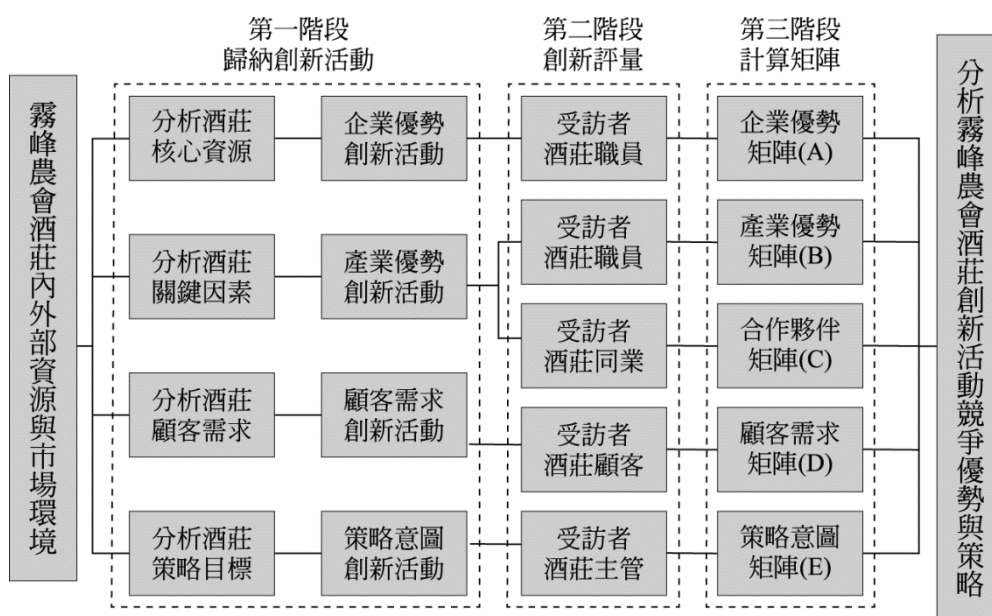 第一階段
歸納創新活動
第二階段
創新評量
第三階段
計算矩陣
霧峰農會酒莊內外部資源與市場環境
分析酒莊
核心資源
企業優勢
創新活動
受訪者
酒莊職員
企業優勢
矩陣(A)
分析酒莊
關鍵因素
產業優勢
創新活動
受訪者
酒莊職員
產業優勢
矩陣(B)
受訪者
酒莊同業
合作夥伴
矩陣(C)
分析酒莊
顧客需求
顧客需求
創新活動
受訪者
酒莊顧客
顧客需求
矩陣(D)
分析酒莊
策略目標
策略意圖
創新活動
受訪者
酒莊主管
策略意圖
矩陣(E)
分析霧峰農會酒莊創新活動競爭優勢與策略